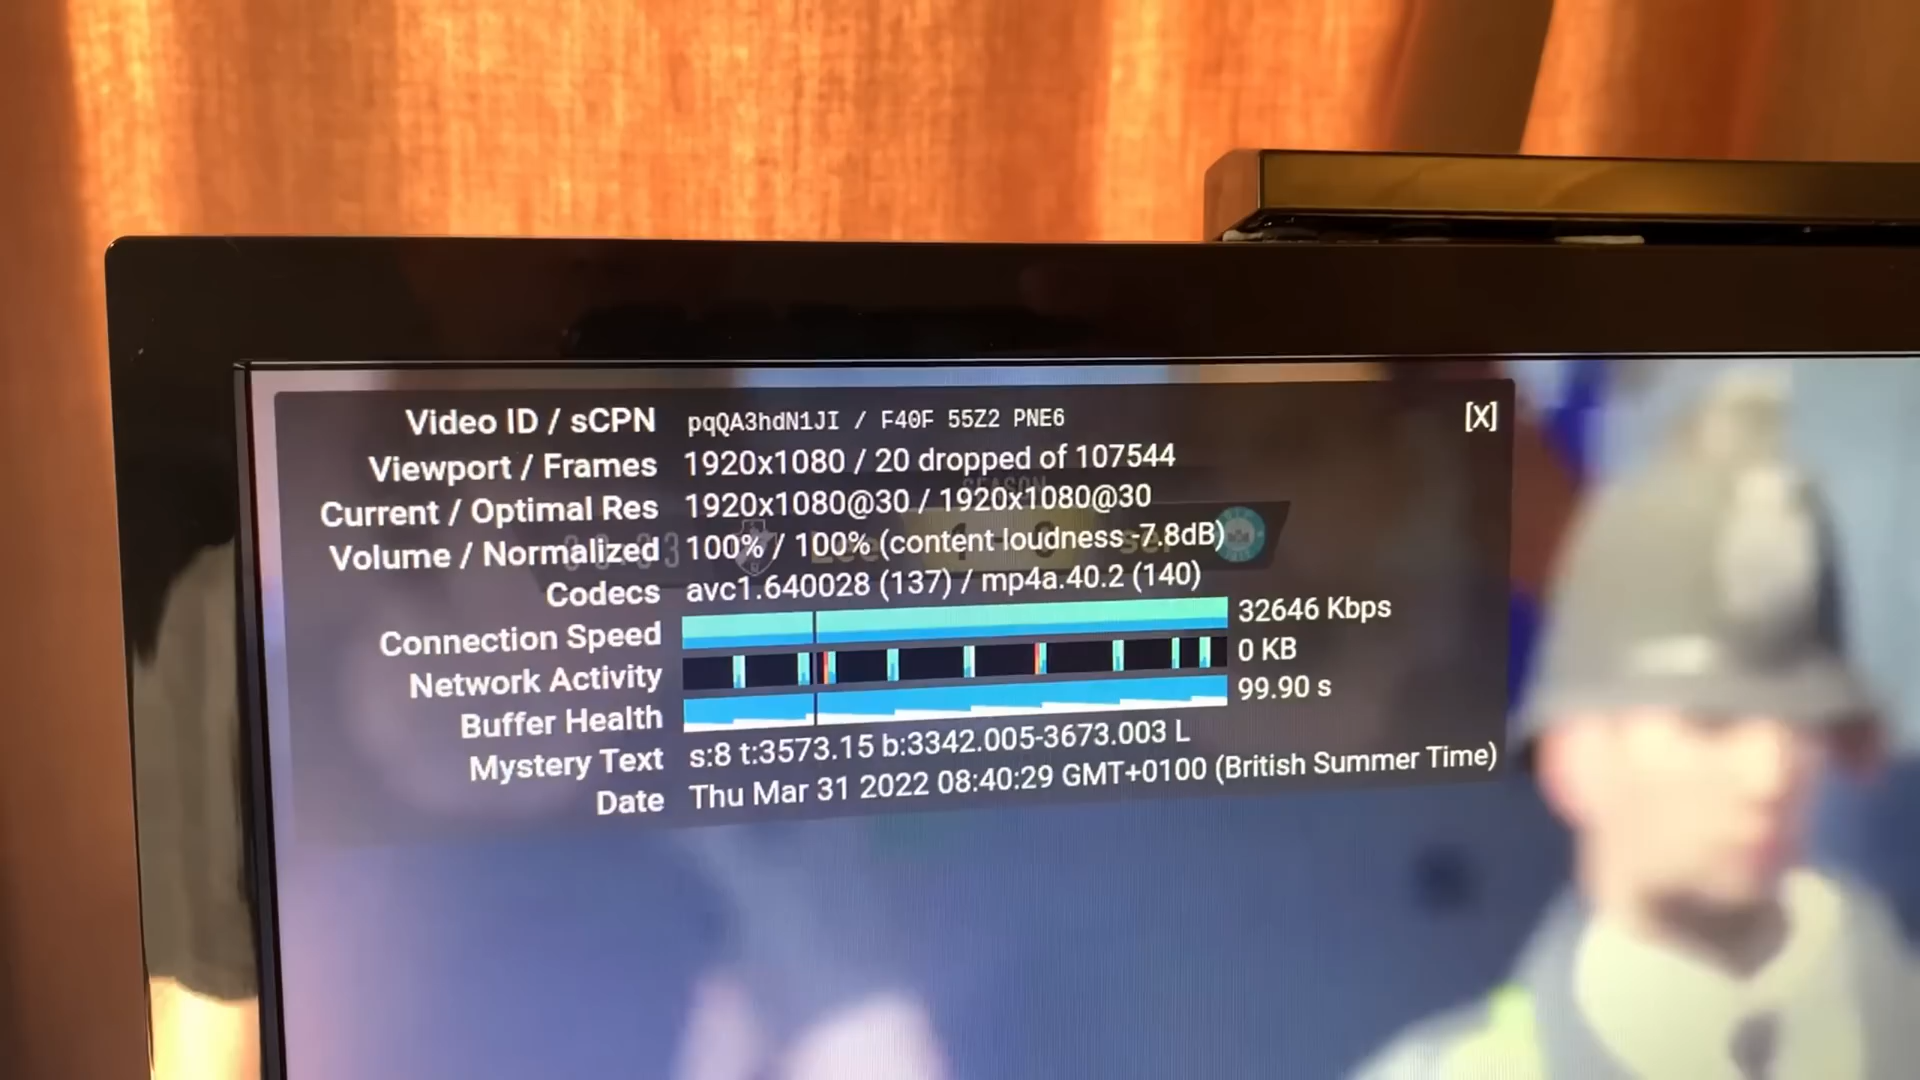 Video ID / sCPN pqQA3hdN1JI / F40F 55Z2 PNE6
[X]
Viewport / Frames 1920x1080 / 20 dropped of 107544
Current / Optimal Res 1920x1080@30 / 1920x1080@30
Volume / Normalized 100% / 100% (content loudness -7.8dB)
Codecs avc1.640028 (137) / mp4a.40.2 (140)
Connection Speed 32646 Kbps
Network Activity 0 KB
Buffer Health 99.90 s
Mystery Text s:8 t:3573.15 b:3342.005-3673.003 L
Date Thu Mar 31 2022 08:40:29 GMT+0100 (British Summer Time)
SEASON